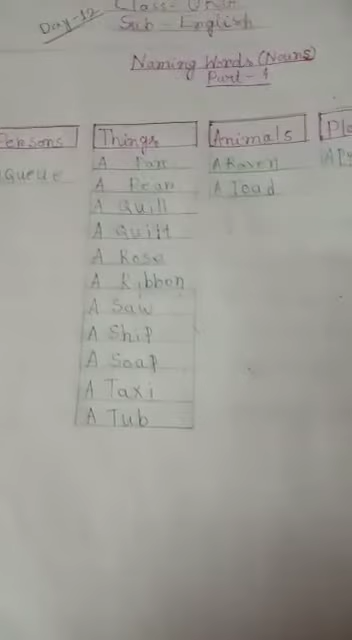 Day-12
Sub - English
Naming Words (Nouns)
Part - 1
Persons
Things
Animals
Queue
A Pan
A Raven
A Pear
A Toad
A Quill
A Quilt
A Rose
A Ribbon
A Saw
A Ship
A Soap
A Taxi
A Tub